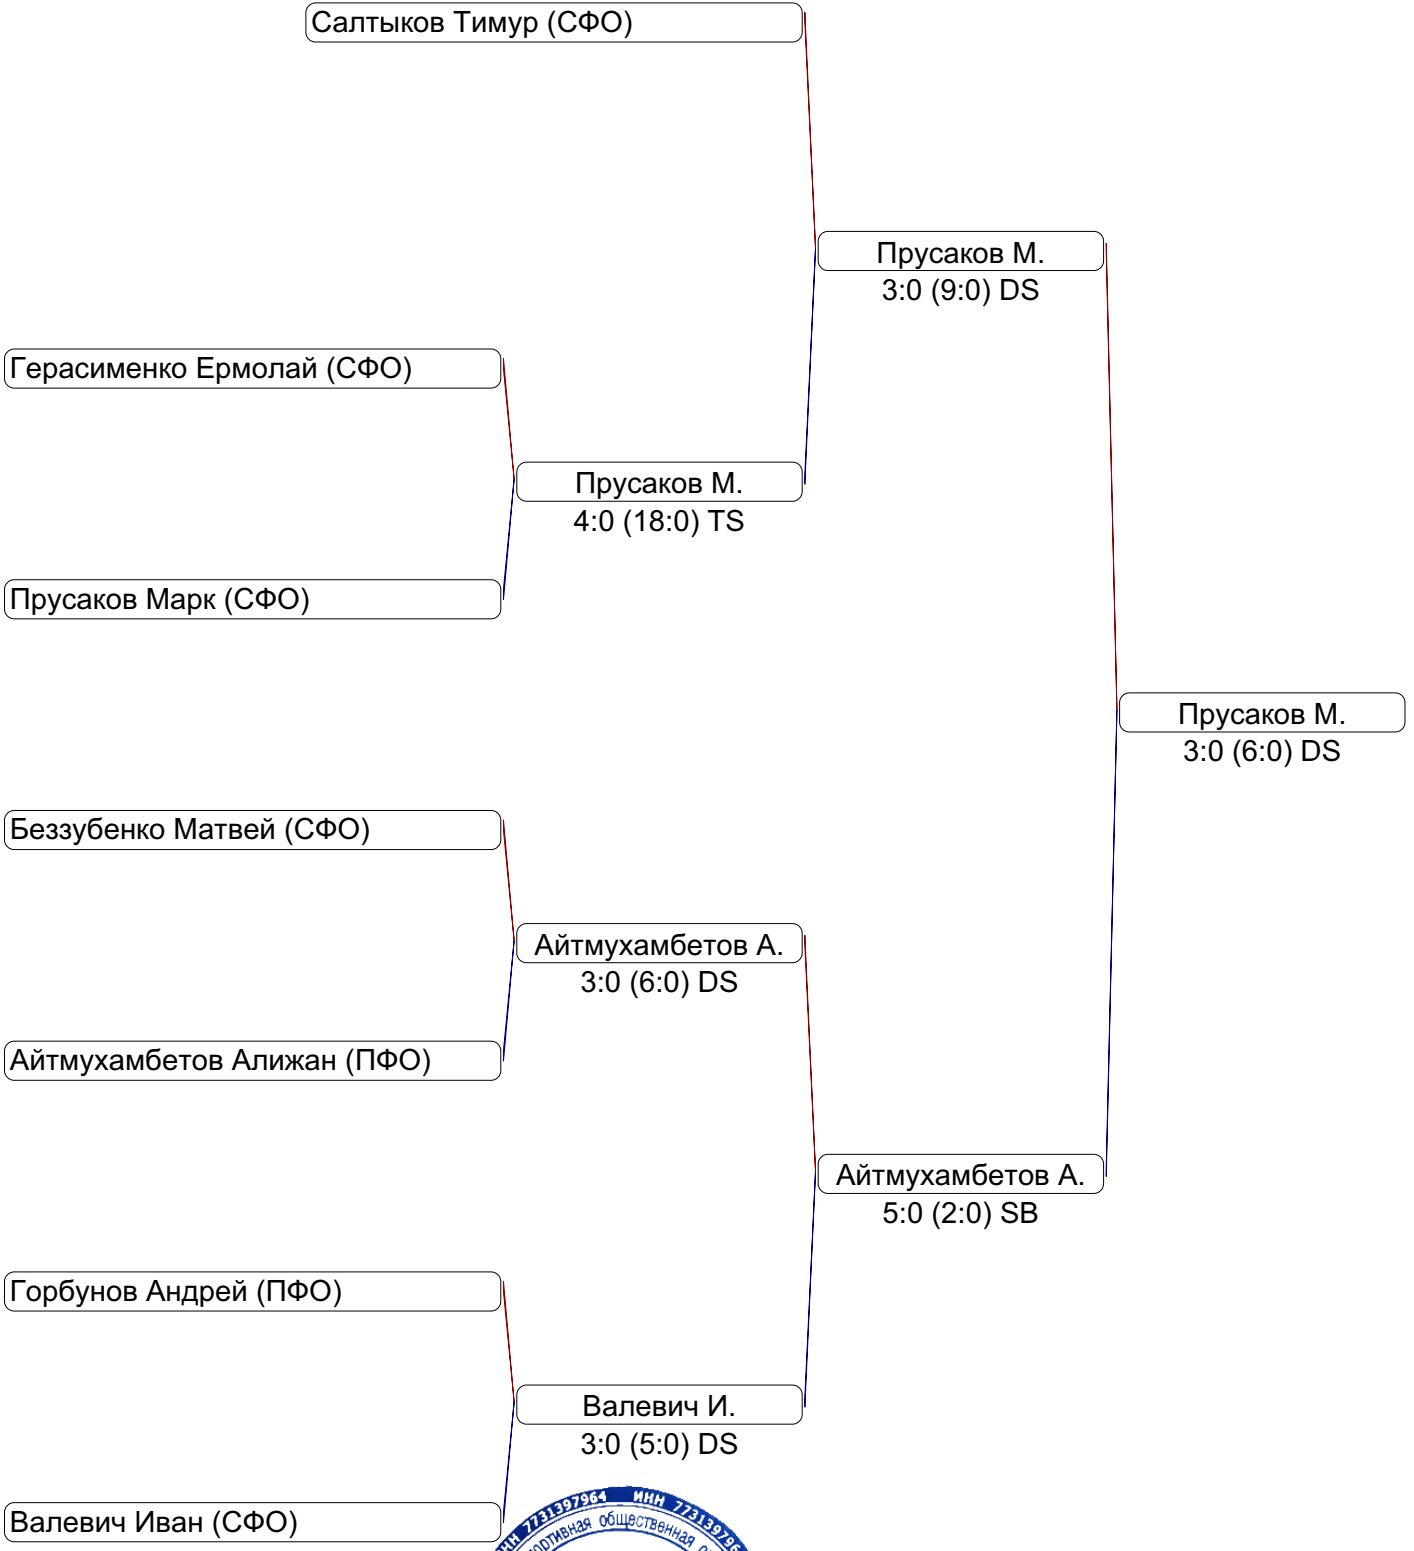 Салтыков Тимур (СФО)
Прусаков М.
3:0 (9:0) DS
Герасименко Ермолай (СФО)
Прусаков М.
4:0 (18:0) TS
Прусаков Марк (СФО)
Прусаков М.
3:0 (6:0) DS
Беззубенко Матвей (СФО)
Айтмухамбетов А.
3:0 (6:0) DS
Айтмухамбетов Алижан (ПФО)
Айтмухамбетов А.
5:0 (2:0) SB
Горбунов Андрей (ПФО)
Валевич И.
3:0 (5:0) DS
Валевич Иван (СФО)
7731397964 ИНН
общественная